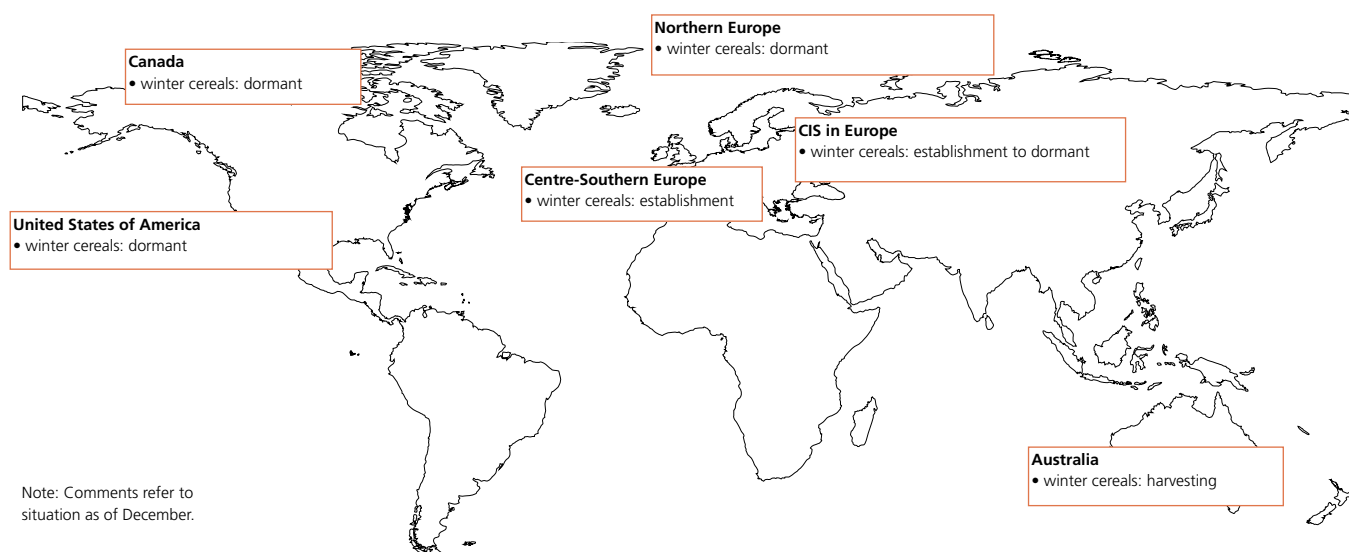 Northern Europe
• winter cereals: dormant
Canada
• winter cereals: dormant
CIS in Europe
• winter cereals: establishment to dormant
Centre-Southern Europe
• winter cereals: establishment
United States of America
• winter cereals: dormant
Australia
• winter cereals: harvesting
Note: Comments refer to
situation as of December.